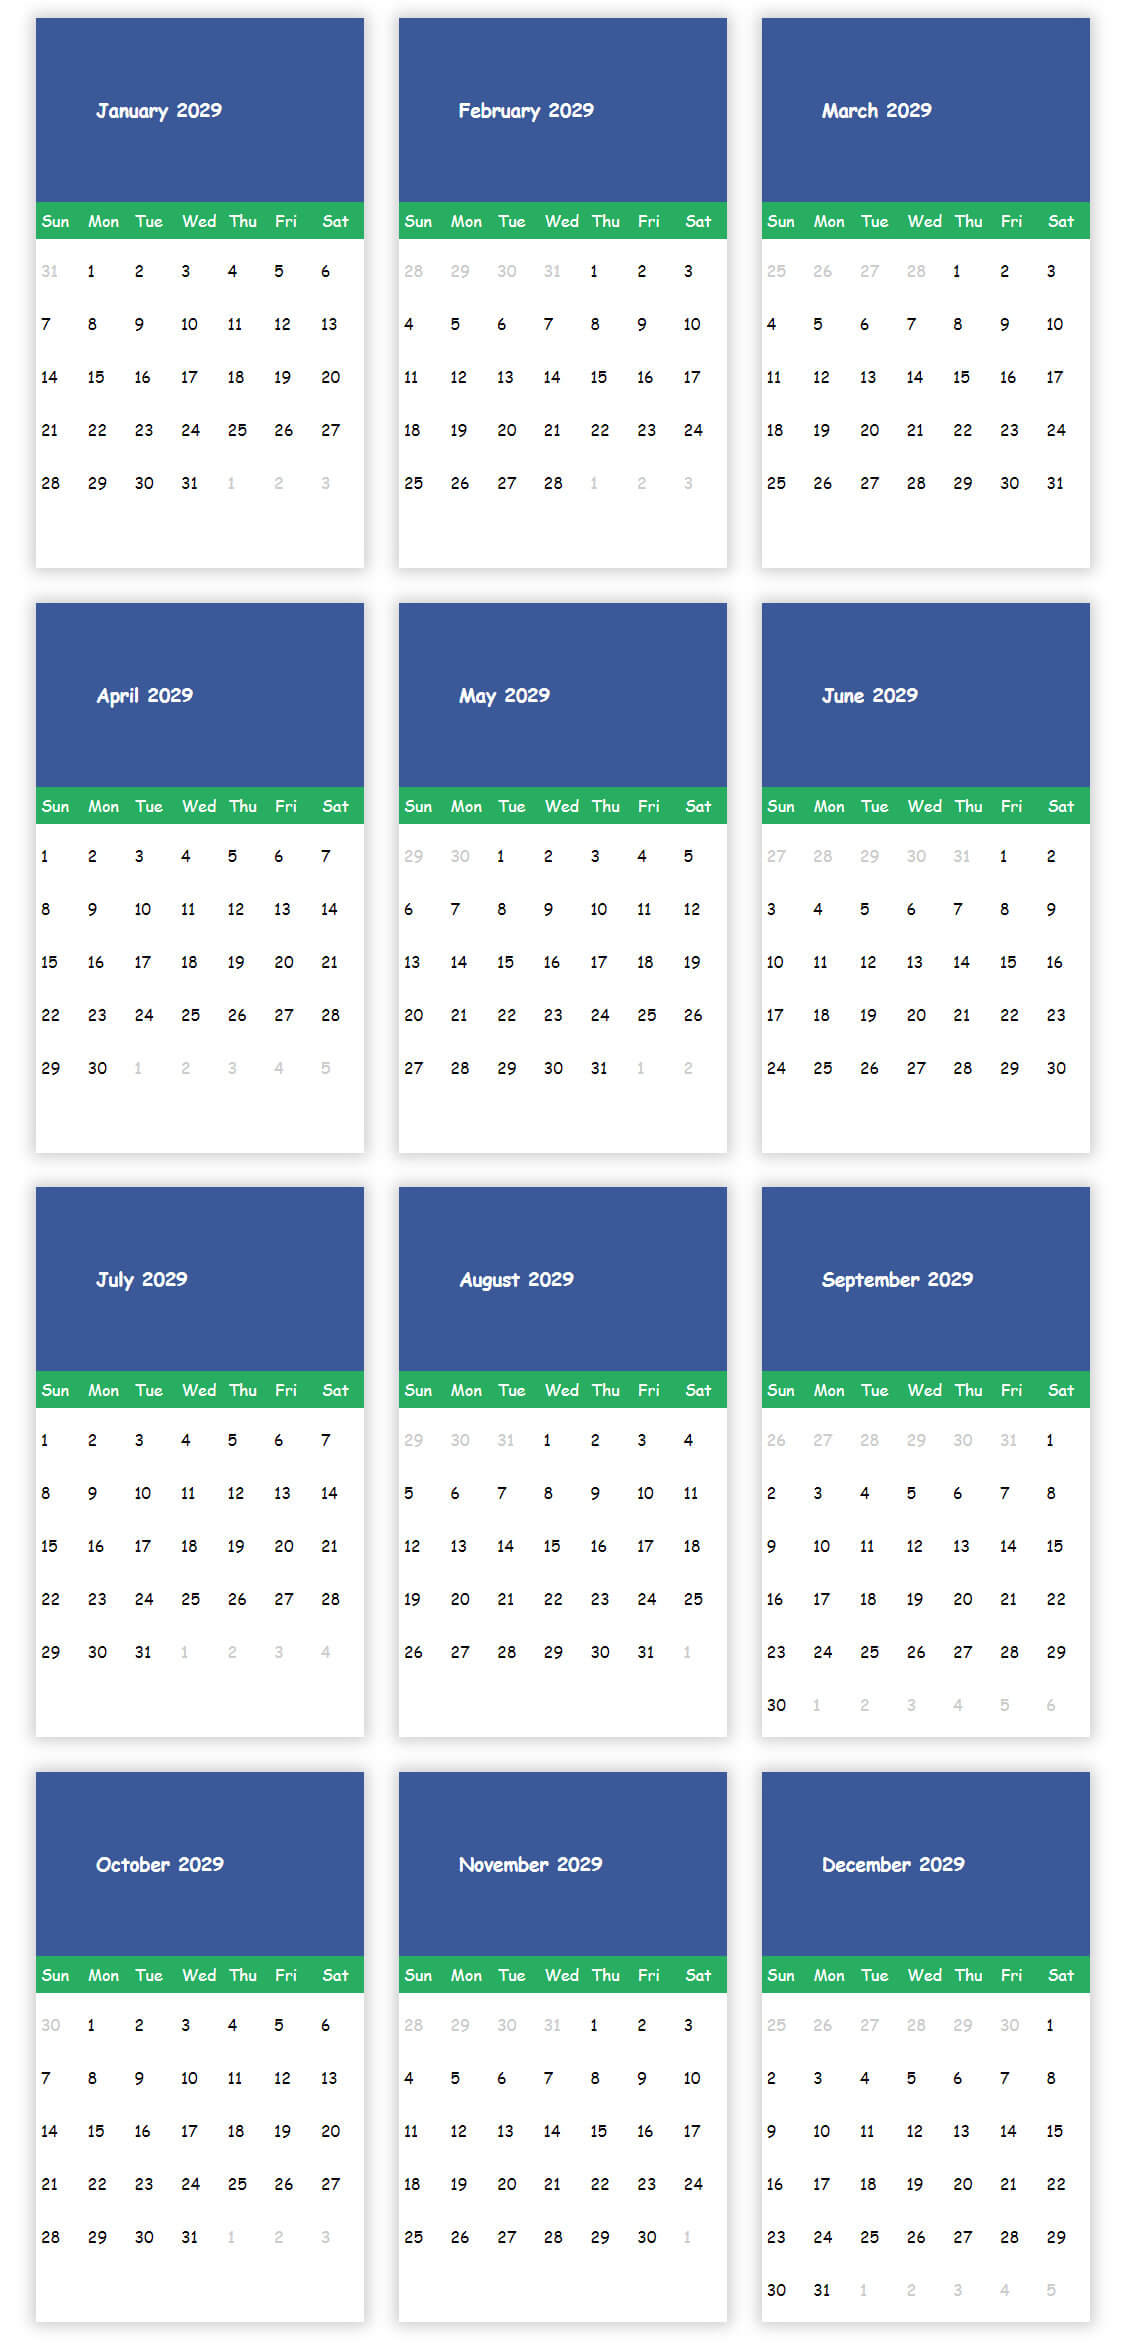 January 2029
Sun Mon Tue Wed Thu Fri Sat
31 1 2 3 4 5 6
7 8 9 10 11 12 13
14 15 16 17 18 19 20
21 22 23 24 25 26 27
28 29 30 31 1 2 3
February 2029
Sun Mon Tue Wed Thu Fri Sat
28 29 30 31 1 2 3
4 5 6 7 8 9 10
11 12 13 14 15 16 17
18 19 20 21 22 23 24
25 26 27 28 1 2 3
March 2029
Sun Mon Tue Wed Thu Fri Sat
25 26 27 28 1 2 3
4 5 6 7 8 9 10
11 12 13 14 15 16 17
18 19 20 21 22 23 24
25 26 27 28 29 30 31
April 2029
Sun Mon Tue Wed Thu Fri Sat
1 2 3 4 5 6 7
8 9 10 11 12 13 14
15 16 17 18 19 20 21
22 23 24 25 26 27 28
29 30 1 2 3 4 5
May 2029
Sun Mon Tue Wed Thu Fri Sat
29 30 1 2 3 4 5
6 7 8 9 10 11 12
13 14 15 16 17 18 19
20 21 22 23 24 25 26
27 28 29 30 31 1 2
June 2029
Sun Mon Tue Wed Thu Fri Sat
27 28 29 30 31 1 2
3 4 5 6 7 8 9
10 11 12 13 14 15 16
17 18 19 20 21 22 23
24 25 26 27 28 29 30
July 2029
Sun Mon Tue Wed Thu Fri Sat
1 2 3 4 5 6 7
8 9 10 11 12 13 14
15 16 17 18 19 20 21
22 23 24 25 26 27 28
29 30 31 1 2 3 4
August 2029
Sun Mon Tue Wed Thu Fri Sat
29 30 31 1 2 3 4
5 6 7 8 9 10 11
12 13 14 15 16 17 18
19 20 21 22 23 24 25
26 27 28 29 30 31 1
September 2029
Sun Mon Tue Wed Thu Fri Sat
26 27 28 29 30 31 1
2 3 4 5 6 7 8
9 10 11 12 13 14 15
16 17 18 19 20 21 22
23 24 25 26 27 28 29
30 1 2 3 4 5 6
October 2029
Sun Mon Tue Wed Thu Fri Sat
30 1 2 3 4 5 6
7 8 9 10 11 12 13
14 15 16 17 18 19 20
21 22 23 24 25 26 27
28 29 30 31 1 2 3
November 2029
Sun Mon Tue Wed Thu Fri Sat
28 29 30 31 1 2 3
4 5 6 7 8 9 10
11 12 13 14 15 16 17
18 19 20 21 22 23 24
25 26 27 28 29 30 1
December 2029
Sun Mon Tue Wed Thu Fri Sat
25 26 27 28 29 30 1
2 3 4 5 6 7 8
9 10 11 12 13 14 15
16 17 18 19 20 21 22
23 24 25 26 27 28 29
30 31 1 2 3 4 5